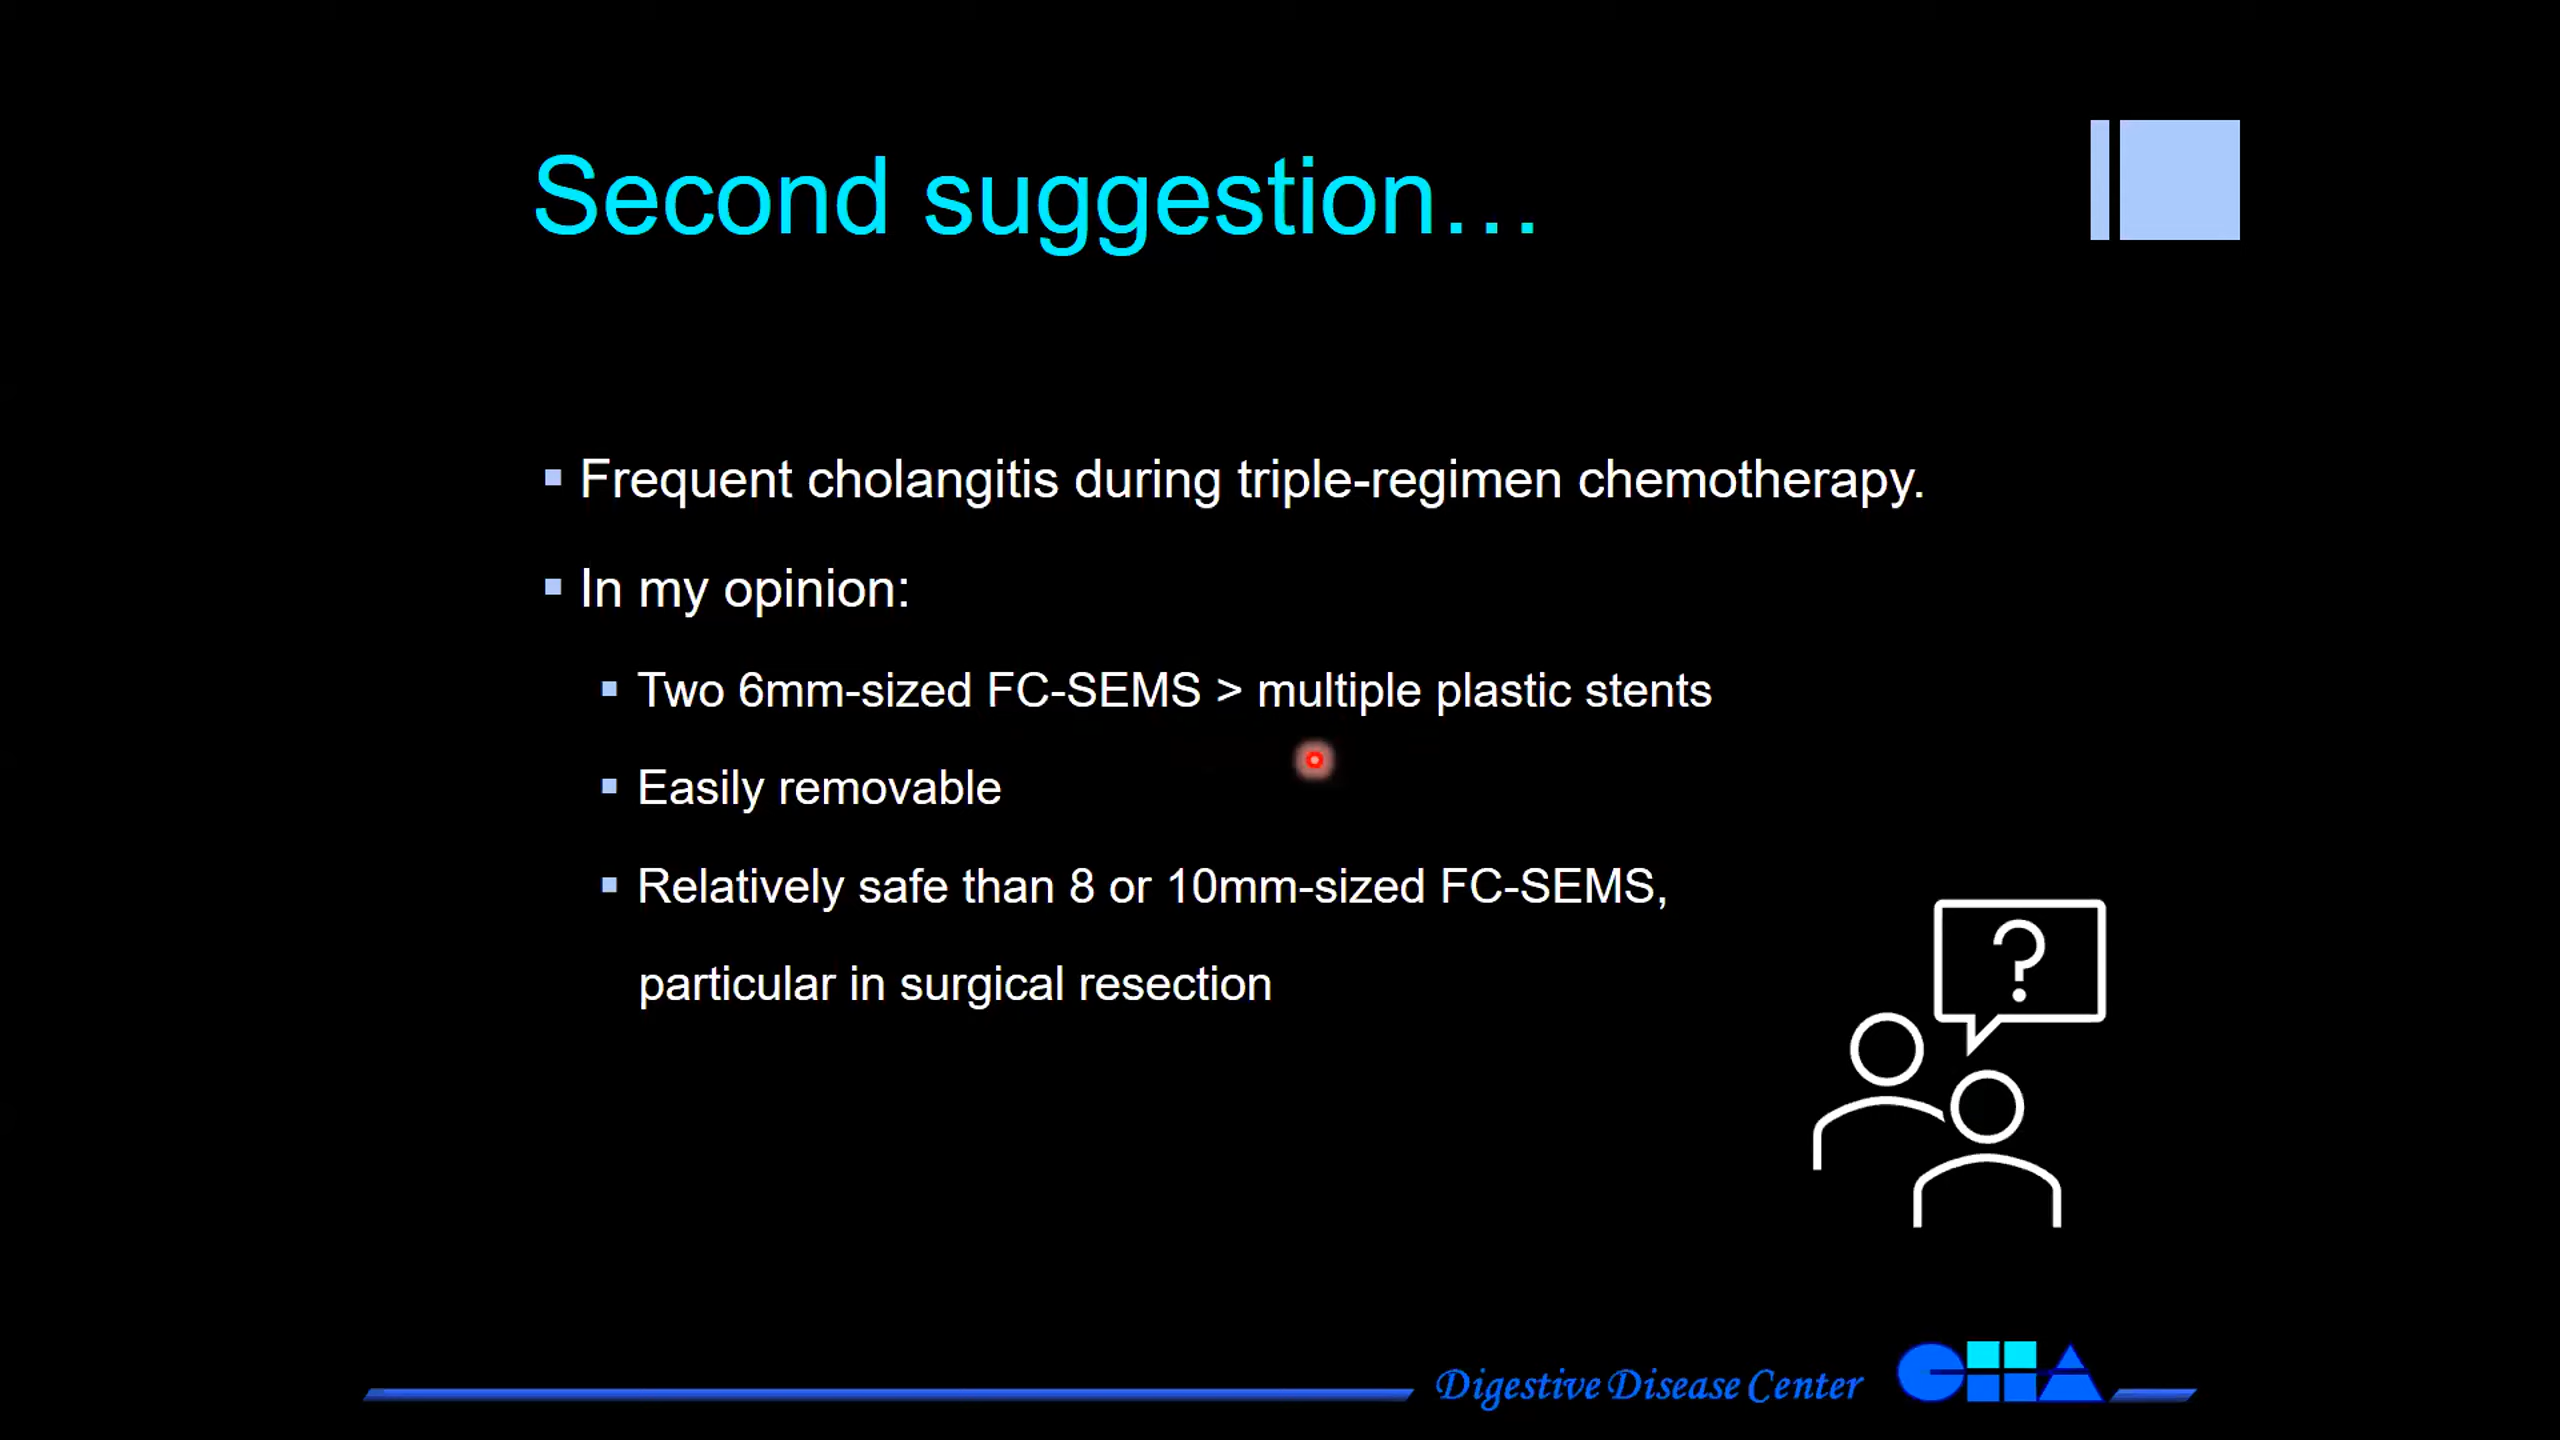 Second suggestion…
Frequent cholangitis during triple-regimen chemotherapy.
In my opinion:
Two 6mm-sized FC-SEMS > multiple plastic stents
Easily removable
Relatively safe than 8 or 10mm-sized FC-SEMS,
particular in surgical resection
?
Digestive Disease Center CHA